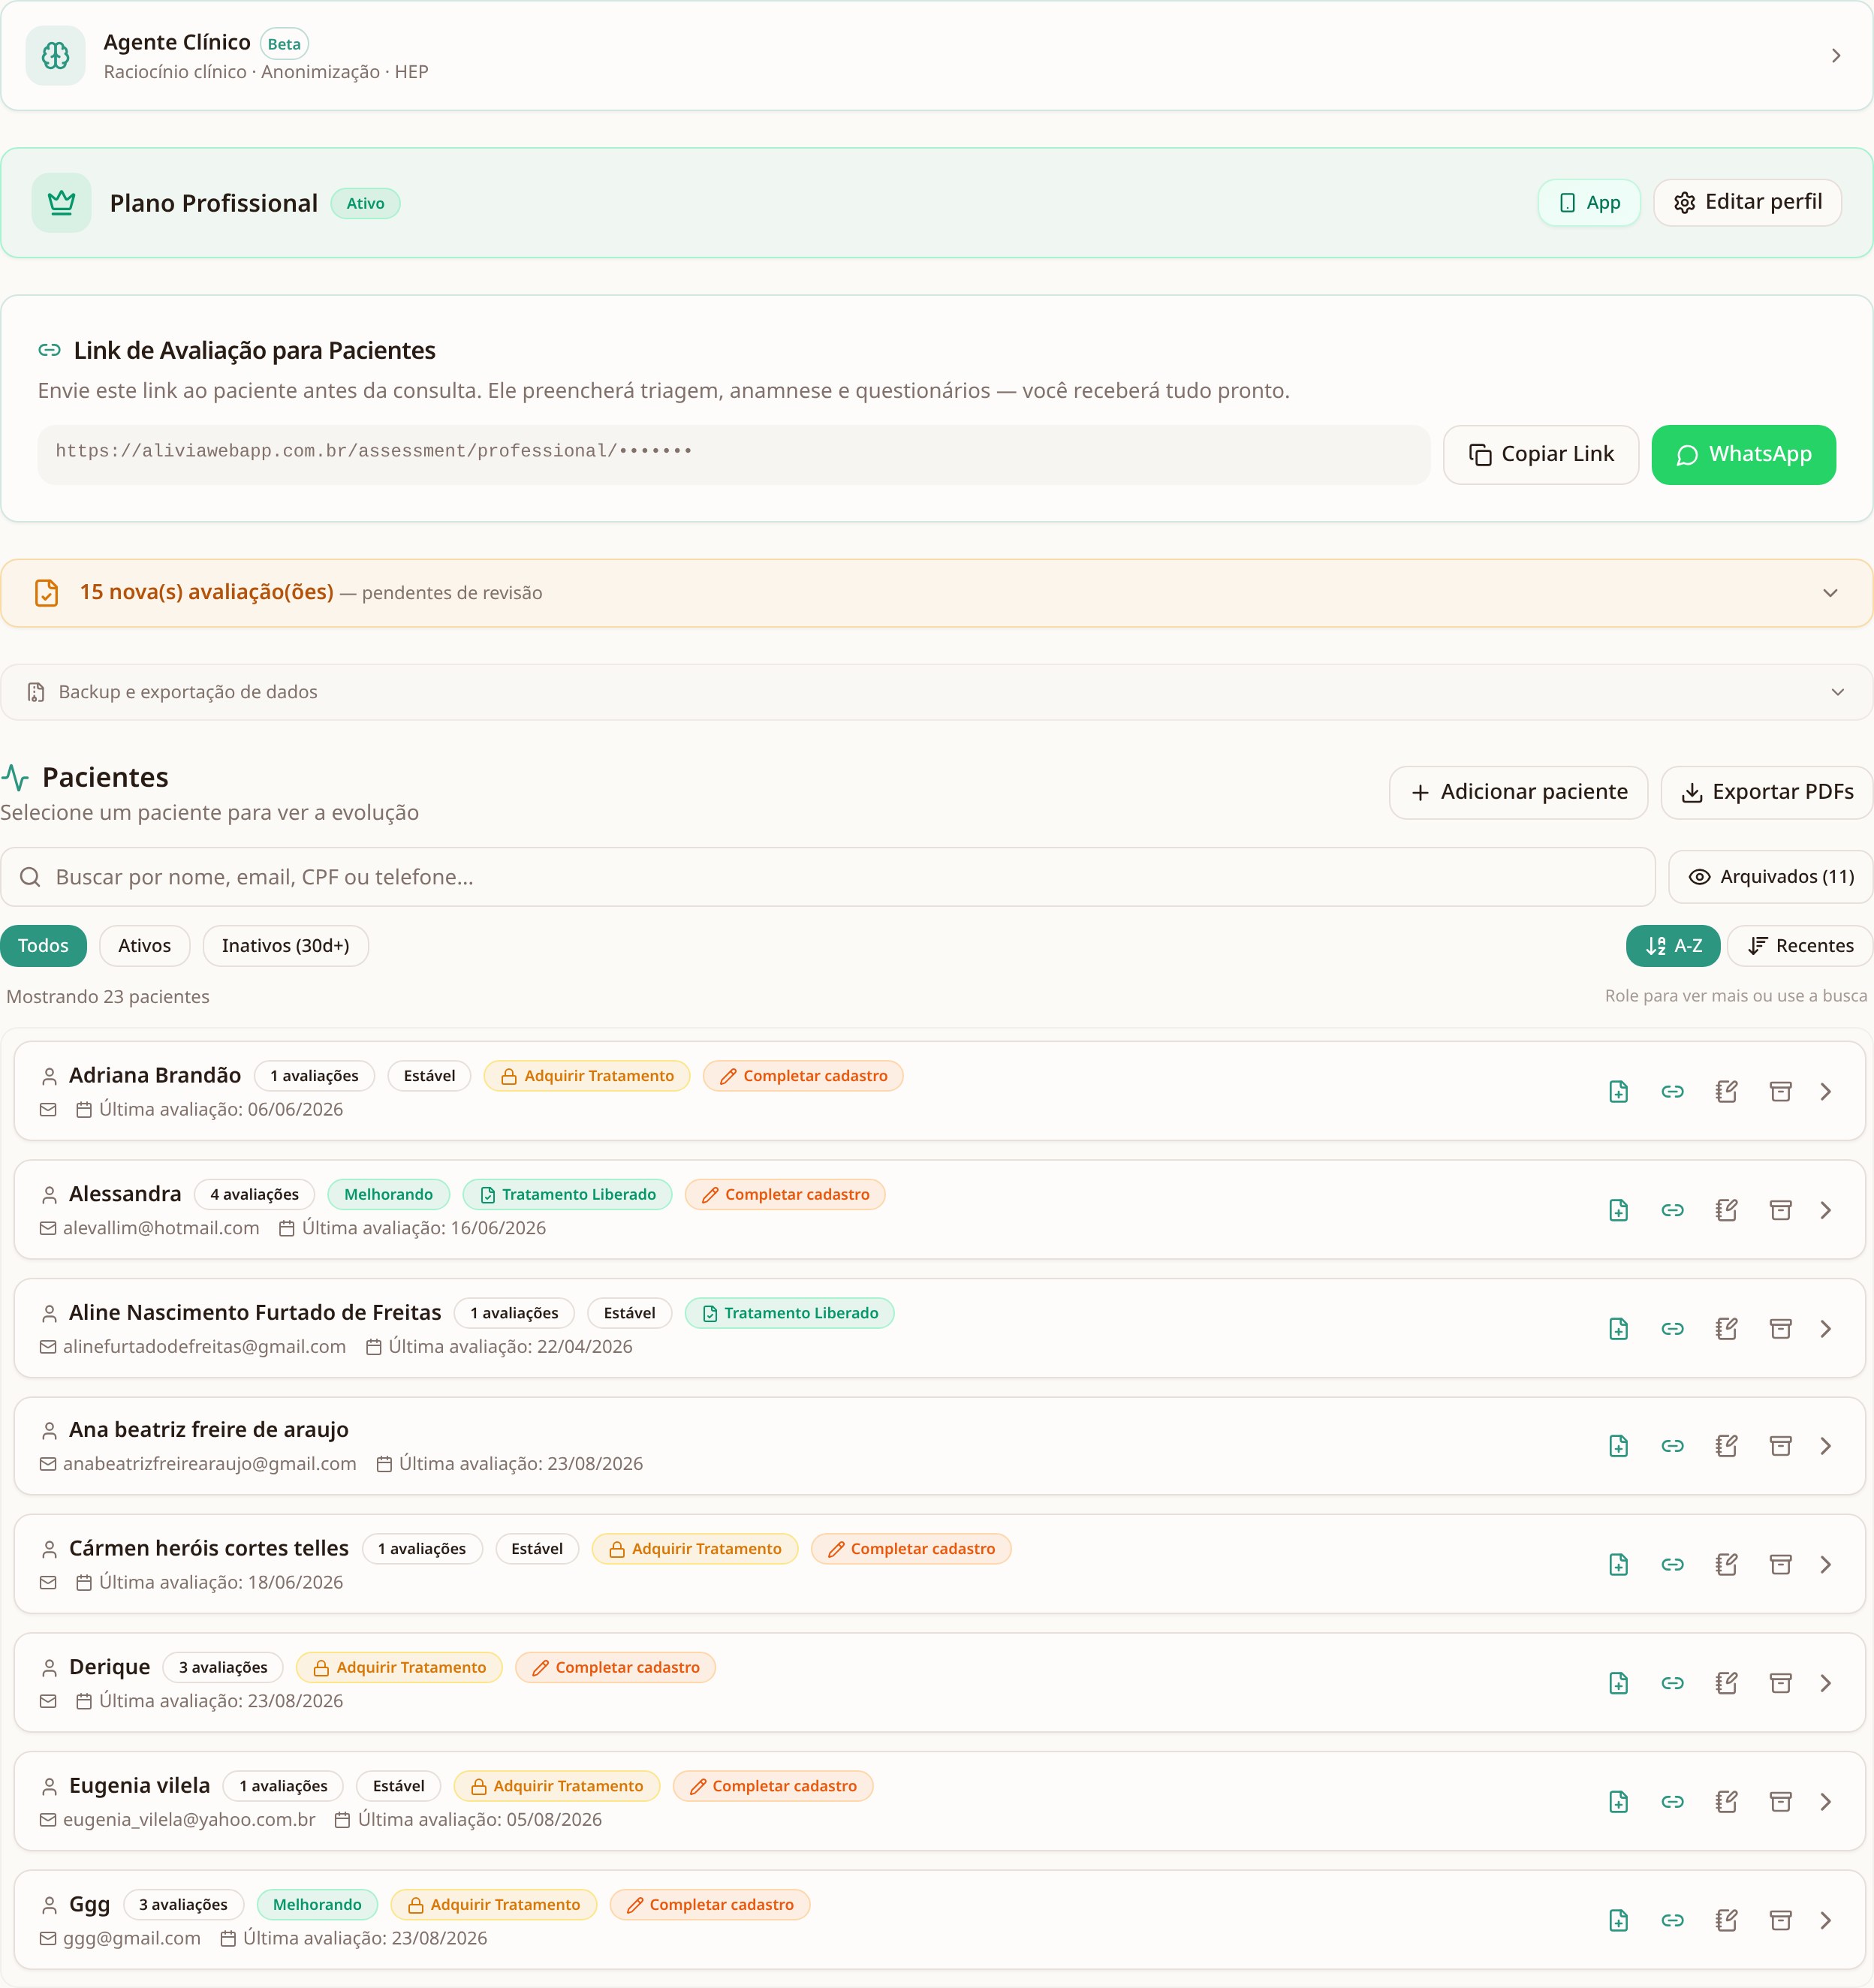 Agente Clínico Beta
Raciocínio clínico · Anonimização · HEP
Plano Profissional Ativo
App
Editar perfil
Link de Avaliação para Pacientes
Envie este link ao paciente antes da consulta. Ele preencherá triagem, anamnese e questionários — você receberá tudo pronto.
https://aliviawebapp.com.br/assessment/professional/•••••••
Copiar Link
WhatsApp
15 nova(s) avaliação(ões) — pendentes de revisão
Backup e exportação de dados
Pacientes
Selecione um paciente para ver a evolução
Adicionar paciente
Exportar PDFs
Buscar por nome, email, CPF ou telefone...
Arquivados (11)
Todos Ativos Inativos (30d+)
A-Z Recentes
Mostrando 23 pacientes
Role para ver mais ou use a busca
Adriana Brandão 1 avaliações Estável Adquirir Tratamento Completar cadastro
Última avaliação: 06/06/2026
Alessandra 4 avaliações Melhorando Tratamento Liberado Completar cadastro
alevallim@hotmail.com Última avaliação: 16/06/2026
Aline Nascimento Furtado de Freitas 1 avaliações Estável Tratamento Liberado
alinefurtadodefreitas@gmail.com Última avaliação: 22/04/2026
Ana beatriz freire de araujo
anabeatrizfreirearaujo@gmail.com Última avaliação: 23/08/2026
Cármen heróis cortes telles 1 avaliações Estável Adquirir Tratamento Completar cadastro
Última avaliação: 18/06/2026
Derique 3 avaliações Adquirir Tratamento Completar cadastro
Última avaliação: 23/08/2026
Eugenia vilela 1 avaliações Estável Adquirir Tratamento Completar cadastro
eugenia_vilela@yahoo.com.br Última avaliação: 05/08/2026
Ggg 3 avaliações Melhorando Adquirir Tratamento Completar cadastro
ggg@gmail.com Última avaliação: 23/08/2026